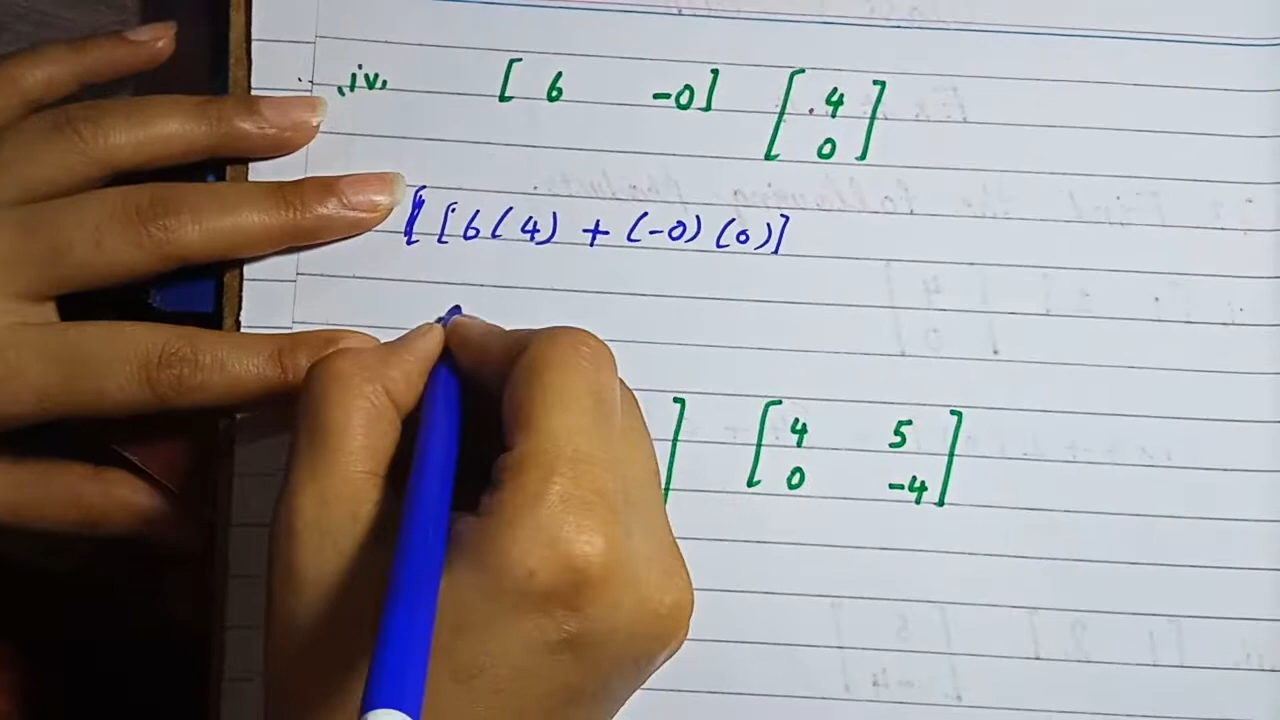 iv, [ 6 -0] [ 4
0 ]
[ [6(4) + (-0)(0)]
] [ 4 5
0 -4 ]